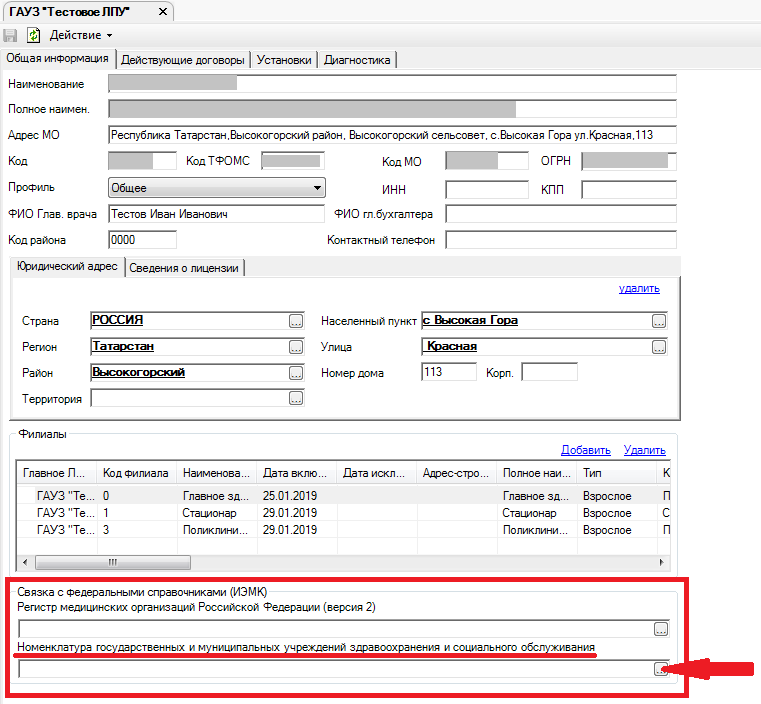 ГАУЗ "Тестовое ЛПУ"
Действие
Общая информация Действующие договоры Установки Диагностика
Наименование
Полное наимен.
Адрес МО Республика Татарстан,Высокогорский район, Высокогорский сельсовет, с.Высокая Гора ул.Красная,113
Код Код ТФОМС Код МО ОГРН
Профиль Общее ИНН КПП
ФИО Глав. врача Тестов Иван Иванович ФИО гл.бухгалтера
Код района 0000 Контактный телефон
Юридический адрес Сведения о лицензии
удалить
Страна РОССИЯ ... Населенный пункт с Высокая Гора ...
Регион Татарстан ... Улица Красная ...
Район Высокогорский ... Номер дома 113 Корп.
Территория ...
Филиалы
Добавить Удалить
Главное Л... Код филиала Наименова... Дата вклю... Дата искл... Адрес-стро... Полное наи... Тип К
ГАУЗ "Те... 0 Главное зд... 25.01.2019 Главное зд... Взрослое П
ГАУЗ "Те... 1 Стационар 29.01.2019 Стационар Взрослое С
ГАУЗ "Те... 3 Поликлини... 29.01.2019 Поликлини... Взрослое П
Связка с федеральными справочниками (ИЭМК)
Регистр медицинских организаций Российской Федерации (версия 2)
...
Номенклатура государственных и муниципальных учреждений здравоохранения и социального обслуживания
...